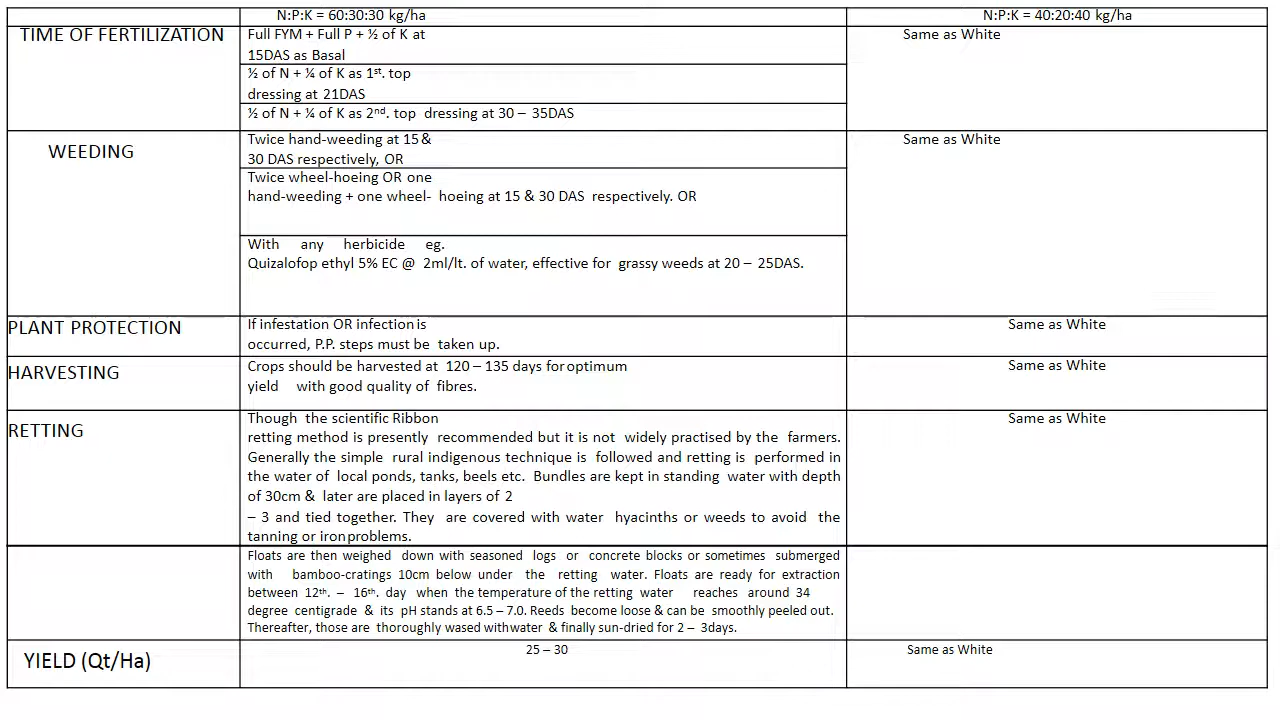 N:P:K = 60:30:30 kg/ha
N:P:K = 40:20:40 kg/ha
TIME OF FERTILIZATION
Full FYM + Full P + ½ of K at
15DAS as Basal
½ of N + ¼ of K as 1st. top
dressing at 21DAS
½ of N + ¼ of K as 2nd. top dressing at 30 – 35DAS
Same as White
WEEDING
Twice hand-weeding at 15 &
30 DAS respectively, OR
Twice wheel-hoeing OR one
hand-weeding + one wheel- hoeing at 15 & 30 DAS respectively. OR
With any herbicide eg.
Quizalofop ethyl 5% EC @ 2ml/lt. of water, effective for grassy weeds at 20 – 25DAS.
Same as White
PLANT PROTECTION
If infestation OR infection is
occurred, P.P. steps must be taken up.
Same as White
HARVESTING
Crops should be harvested at 120 – 135 days for optimum
yield with good quality of fibres.
Same as White
RETTING
Though the scientific Ribbon
retting method is presently recommended but it is not widely practised by the farmers.
Generally the simple rural indigenous technique is followed and retting is performed in
the water of local ponds, tanks, beels etc. Bundles are kept in standing water with depth
of 30cm & later are placed in layers of 2
– 3 and tied together. They are covered with water hyacinths or weeds to avoid the
tanning or iron problems.
Same as White
Floats are then weighed down with seasoned logs or concrete blocks or sometimes submerged
with bamboo-cratings 10cm below under the retting water. Floats are ready for extraction
between 12th. – 16th. day when the temperature of the retting water reaches around 34
degree centigrade & its pH stands at 6.5 – 7.0. Reeds become loose & can be smoothly peeled out.
Thereafter, those are thoroughly wased with water & finally sun-dried for 2 – 3days.
YIELD (Qt/Ha)
25 – 30
Same as White